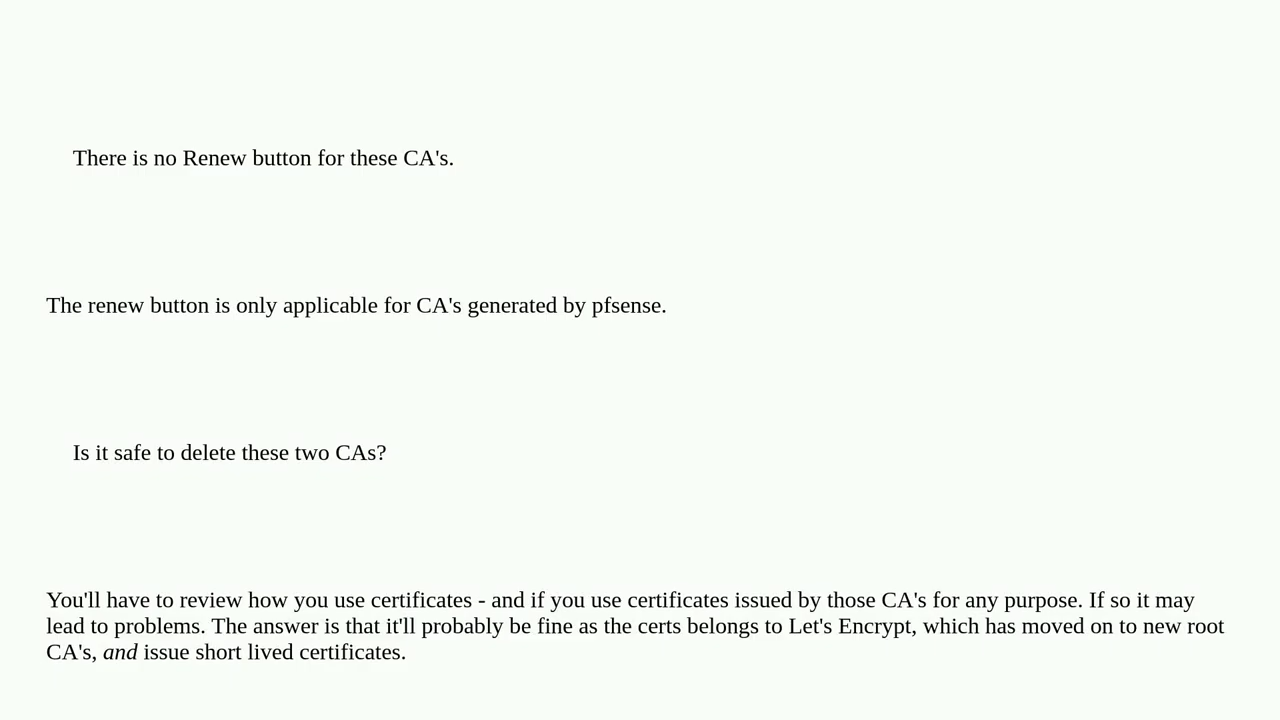 There is no Renew button for these CA's.
The renew button is only applicable for CA's generated by pfsense.
Is it safe to delete these two CAs?
You'll have to review how you use certificates - and if you use certificates issued by those CA's for any purpose. If so it may
lead to problems. The answer is that it'll probably be fine as the certs belongs to Let's Encrypt, which has moved on to new root
CA's, and issue short lived certificates.